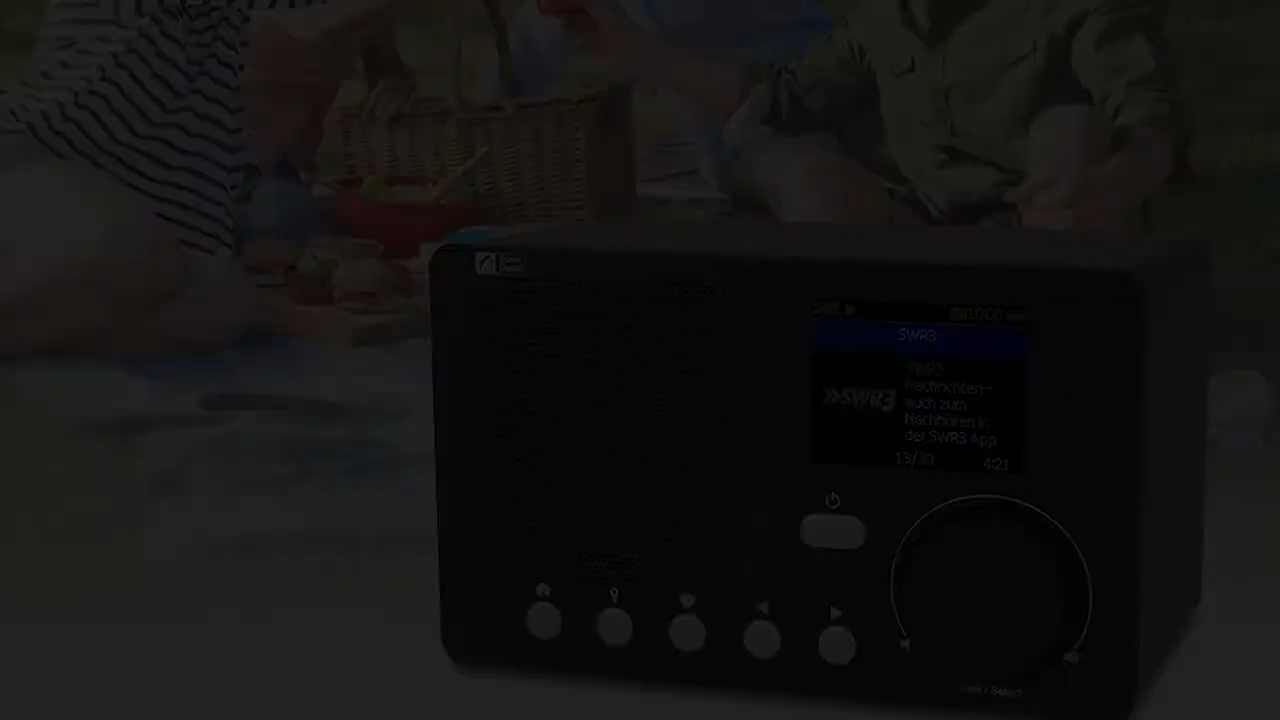 SWR3
SWR3
Nachrichten -
auch zum
Nachhören in
der SWR3 App
SWR3
13/30
4:21